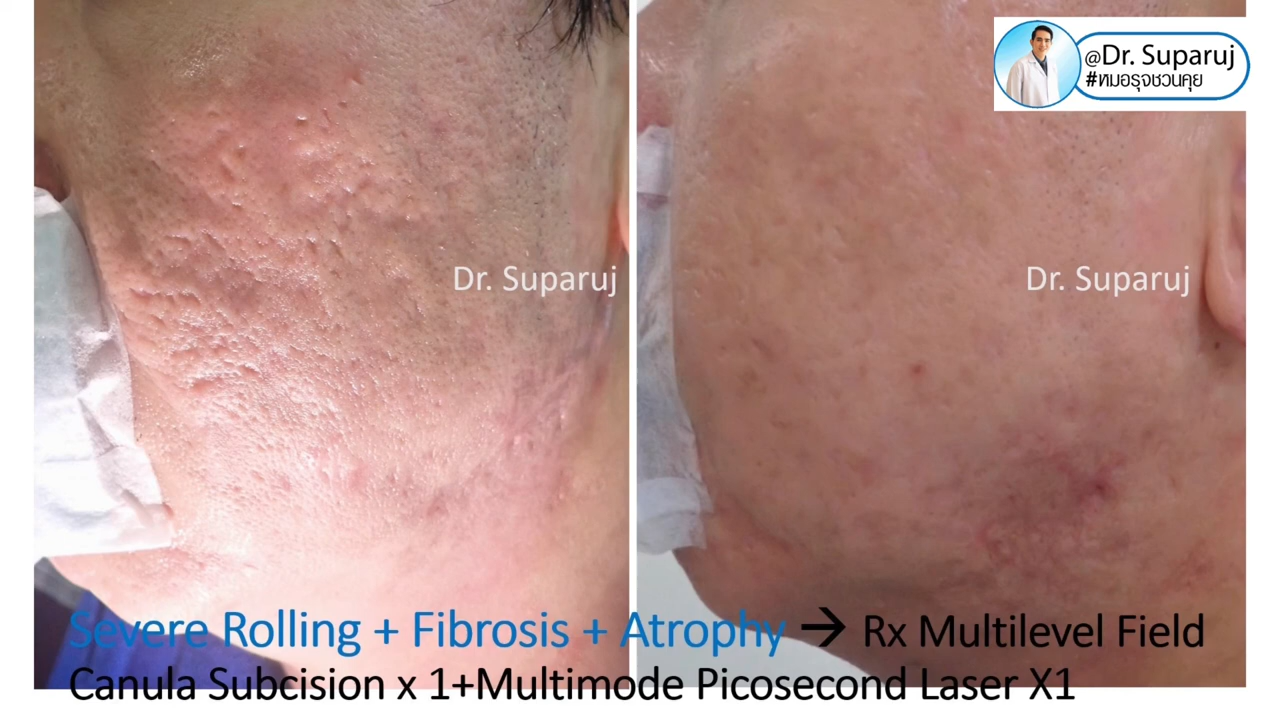 @Dr. Suparuj
#หมอรุจชวนคุย
Dr. Suparuj
Dr. Suparuj
Severe Rolling + Fibrosis + Atrophy → Rx Multilevel Field
Canula Subcision x 1+Multimode Picosecond Laser X1